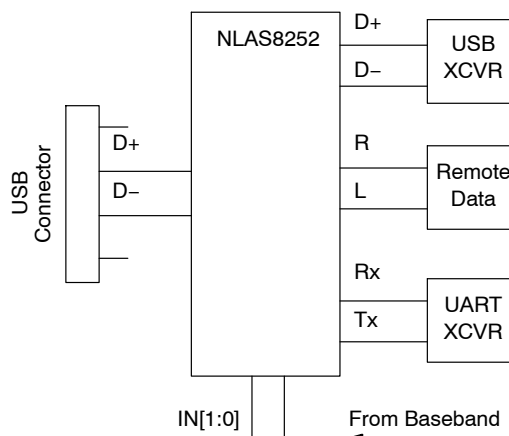 NLAS8252
D+
USB
XCVR
D−
D+
D−
USB
Connector
R
Remote
Data
L
Rx
UART
XCVR
Tx
IN[1:0]
From Baseband